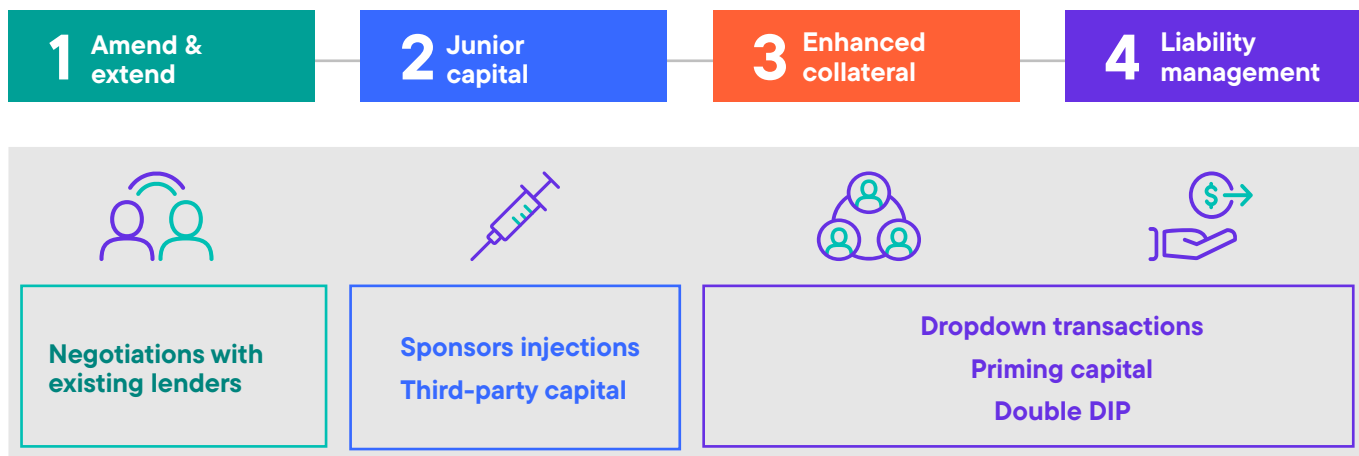 1 Amend &
extend
2 Junior
capital
3 Enhanced
collateral
4 Liability
management
$
Negotiations with
existing lenders
Sponsors injections
Third-party capital
Dropdown transactions
Priming capital
Double DIP